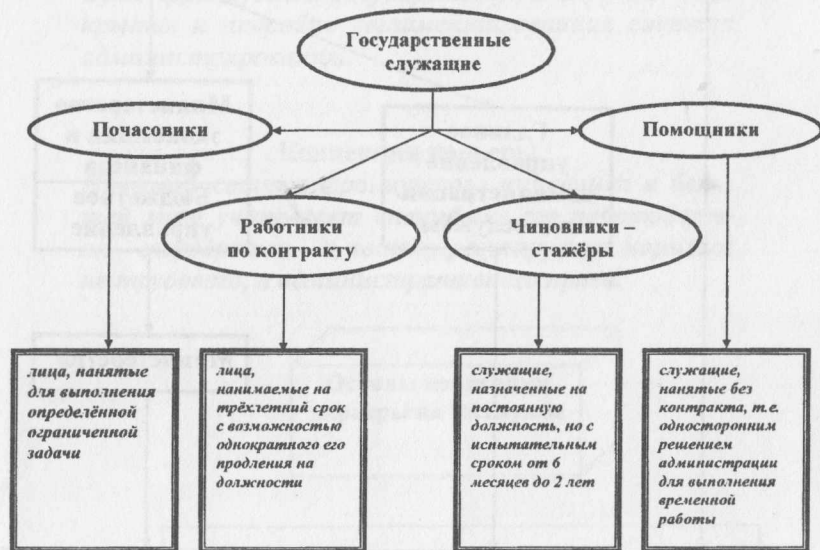 Государственные
служащие
Почасовики
Помощники
Работники
по контракту
Чиновники –
стажёры
лица, нанятые
для выполнения
определённой
ограниченной
задачи
лица,
нанимаемые на
трёхлетний срок
с возможностью
однократного его
продления на
должности
служащие,
назначенные на
постоянную
должность, но с
испытательным
сроком от 6
месяцев до 2 лет
служащие,
нанятые без
контракта, т.е.
односторонним
решением
администрации
для выполнения
временной
работы